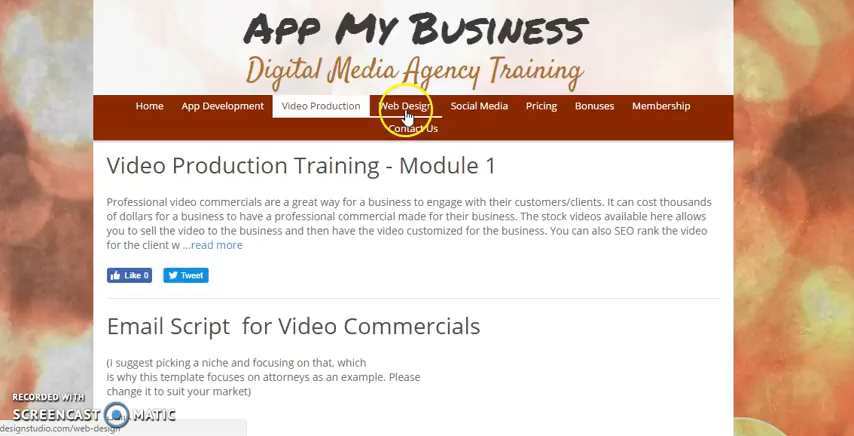 App My Business
Digital Media Agency Training
Home App Development Video Production Web Design Social Media Pricing Bonuses Membership
Contact Us
Video Production Training - Module 1
Professional video commercials are a great way for a business to engage with their customers/clients. It can cost thousands
of dollars for a business to have a professional commercial made for their business. The stock videos available here allows
you to sell the video to the business and then have the video customized for the business. You can also SEO rank the video
for the client w ...read more
Like 0 Tweet
Email Script for Video Commercials
(i suggest picking a niche and focusing on that, which
is why this template focuses on attorneys as an example. Please
change it to suit your market)
RECORDED WITH
SCREENCAST MATIC
designstudio.com/web-design